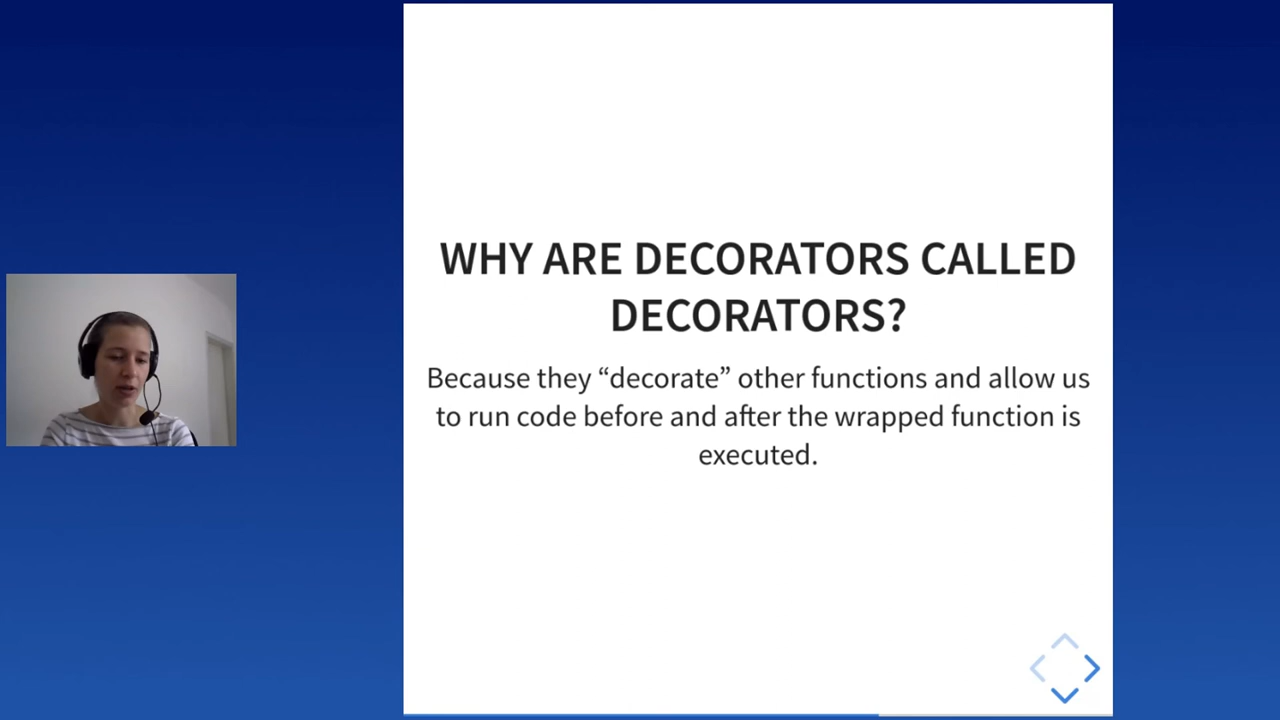 WHY ARE DECORATORS CALLED
DECORATORS?
Because they “decorate” other functions and allow us
to run code before and after the wrapped function is
executed.